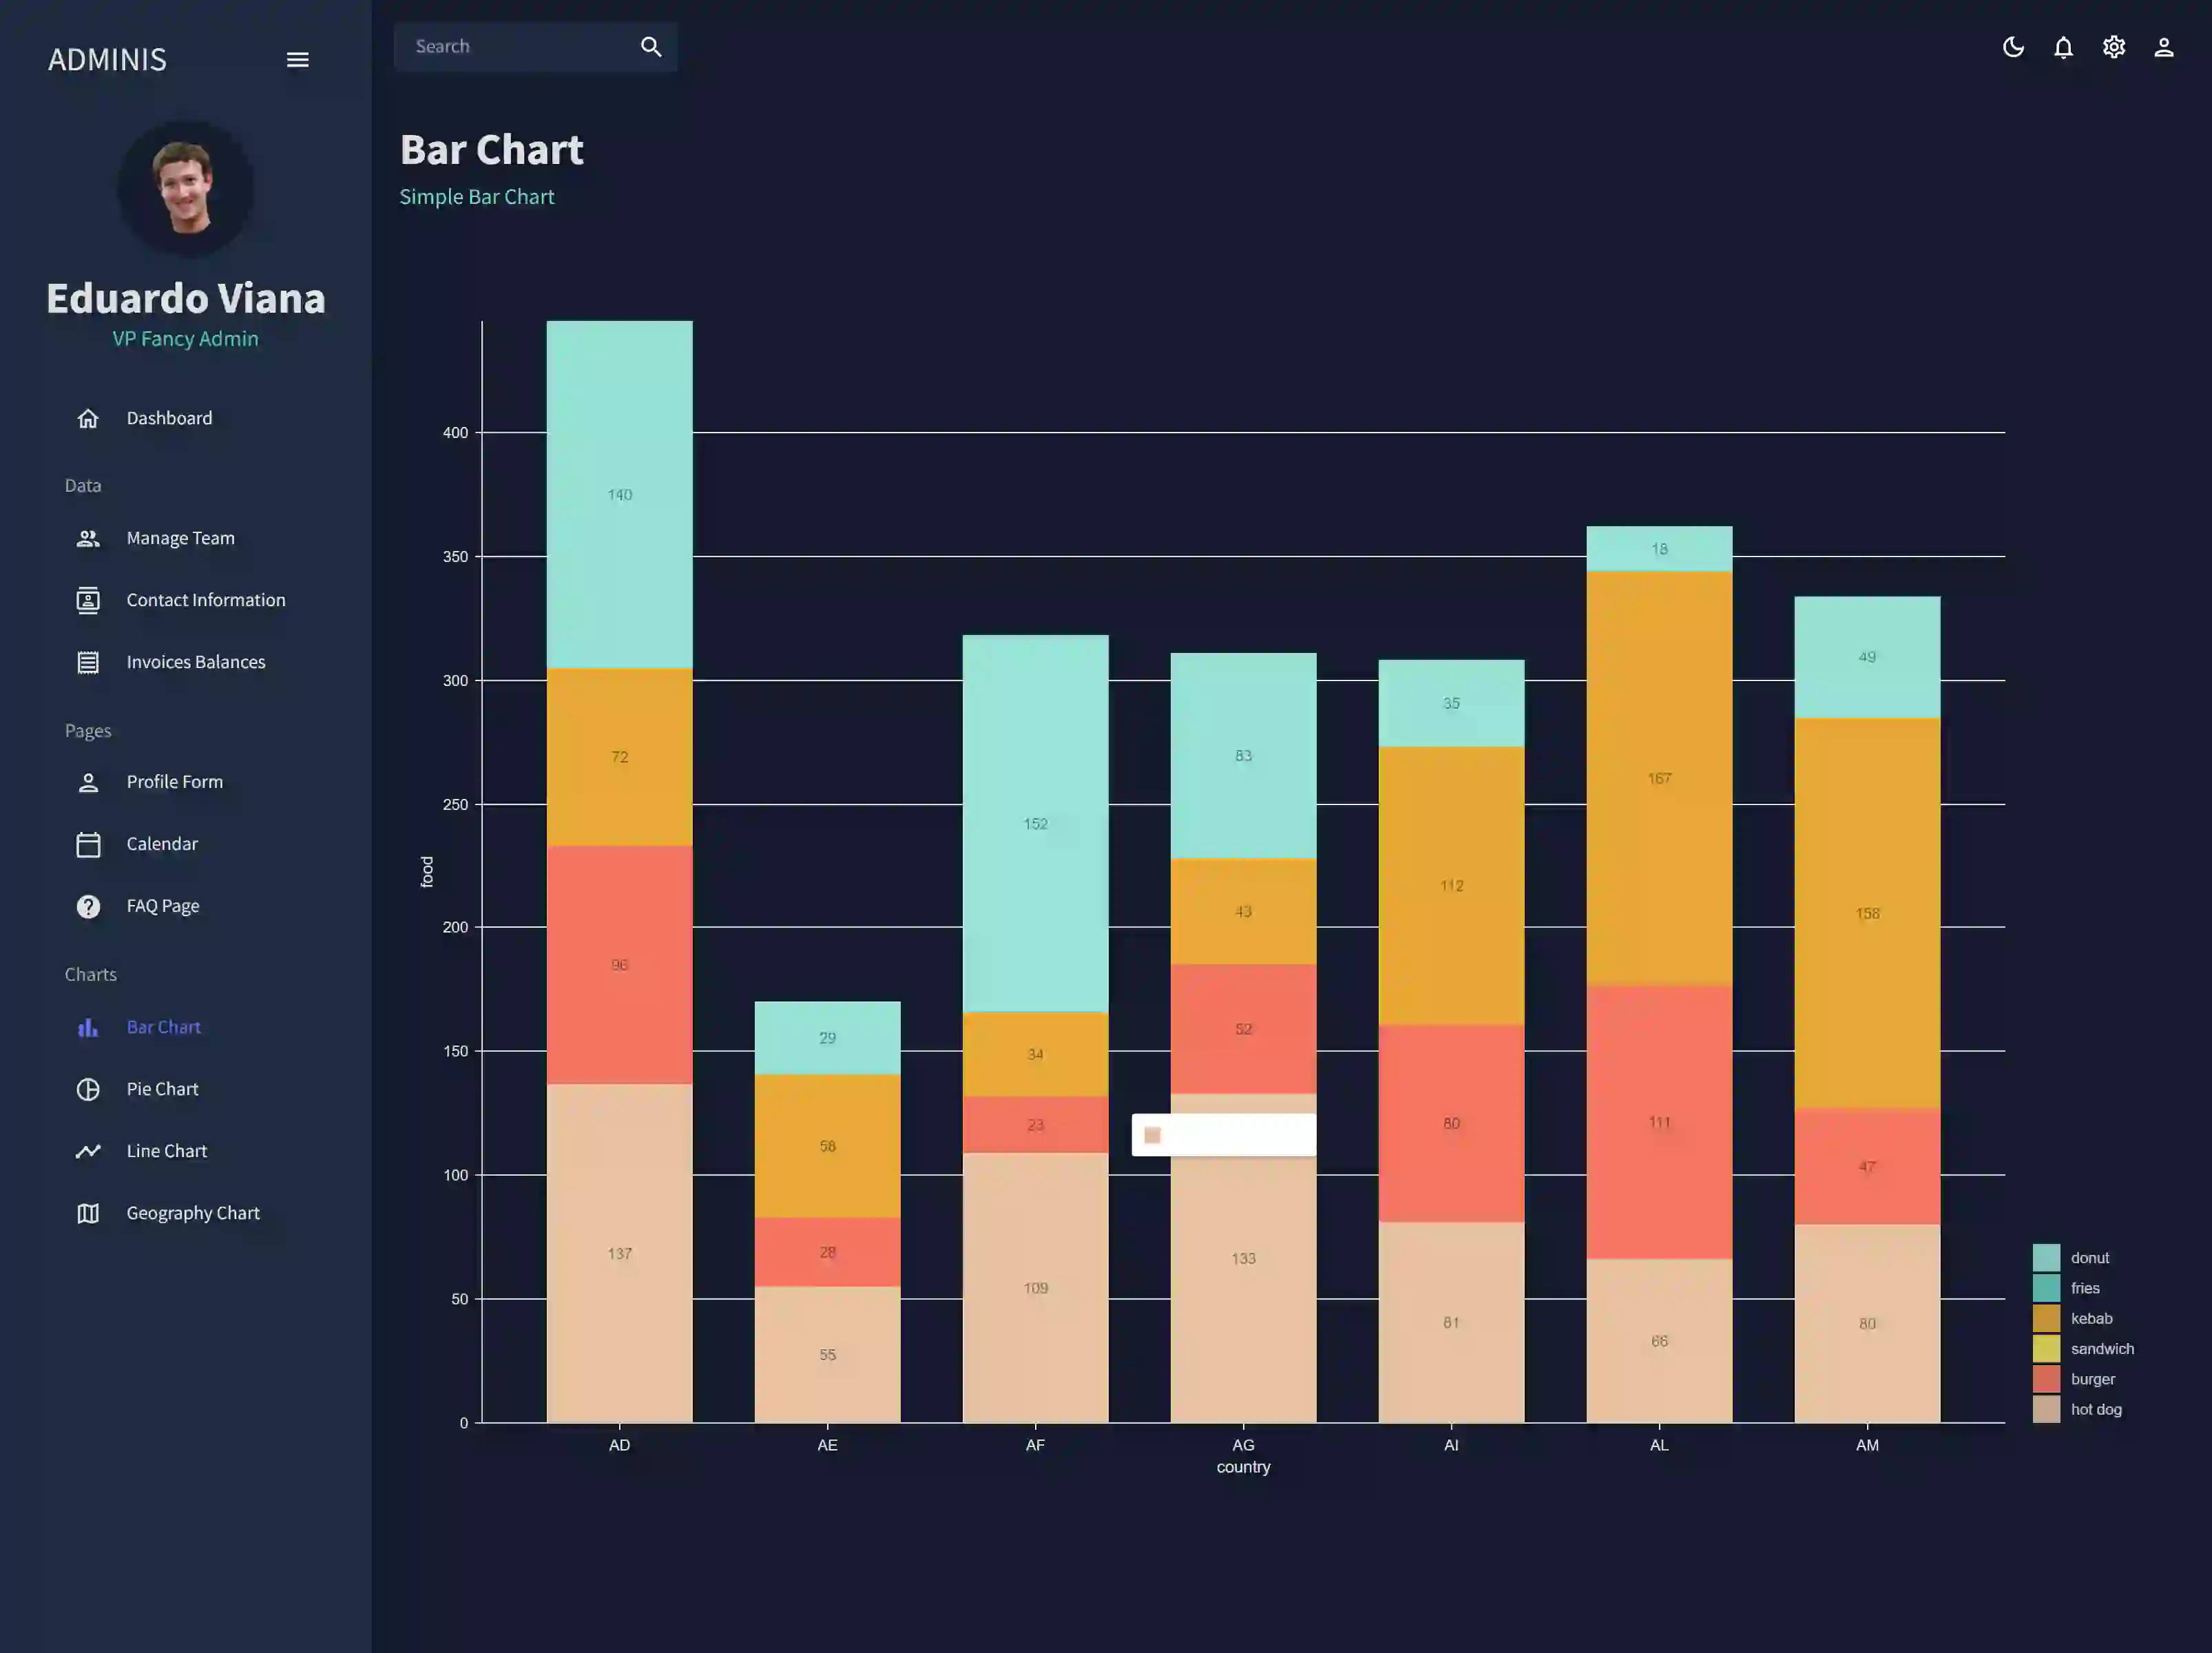 ADMINIS
Search
Eduardo Viana
VP Fancy Admin
Dashboard
Data
Manage Team
Contact Information
Invoices Balances
Pages
Profile Form
Calendar
FAQ Page
Charts
Bar Chart
Pie Chart
Line Chart
Geography Chart
Bar Chart
Simple Bar Chart
food
400
350
300
250
200
150
100
50
0
140
72
96
137
29
58
28
55
152
34
23
109
83
43
52
133
35
112
80
81
18
167
111
66
49
158
47
80
AD AE AF AG AI AL AM
country
donut
fries
kebab
sandwich
burger
hot dog